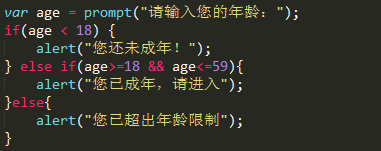 var age = prompt("请输入您的年龄：");
if(age < 18) {
    alert("您还未成年！");
} else if(age>=18 && age<=59){
    alert("您已成年，请进入");
}else{
    alert("您已超出年龄限制");
}